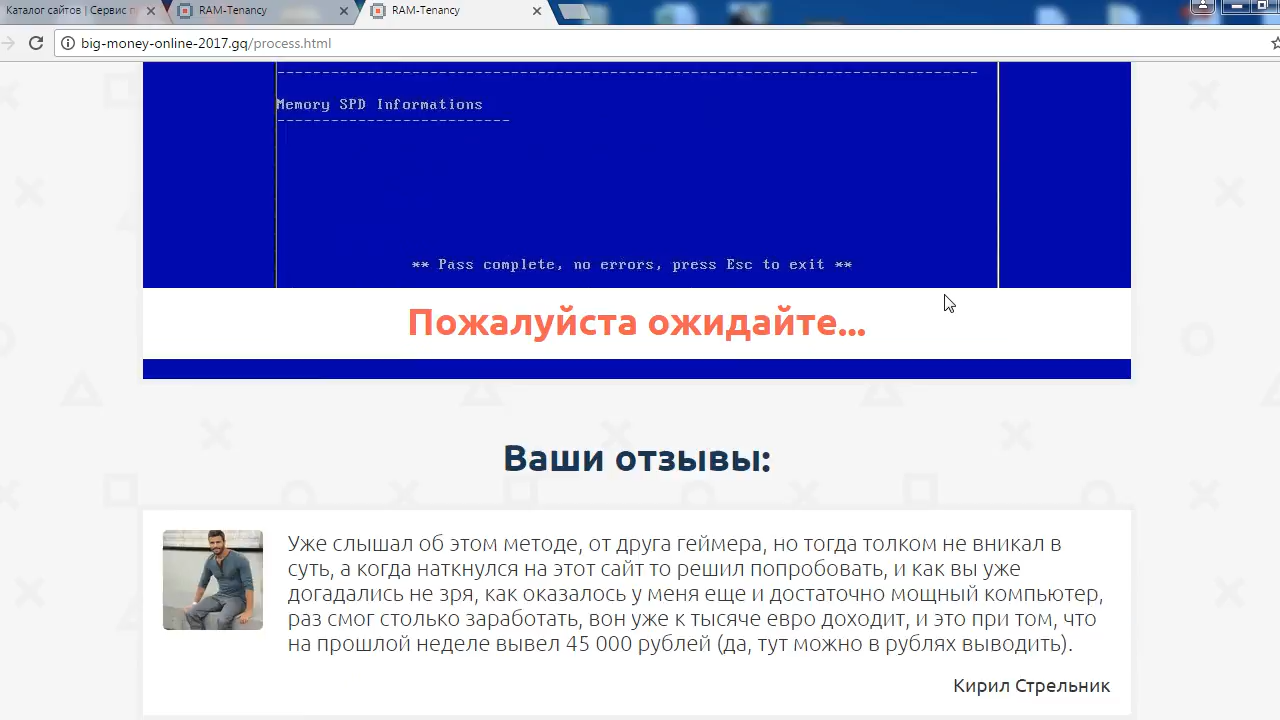 Каталог сайтов | Сервис п
RAM-Tenancy
RAM-Tenancy
big-money-online-2017.gq/process.html
Memory SPD Informations
** Pass complete, no errors, press Esc to exit **
Пожалуйста ожидайте...
Ваши отзывы:
Уже слышал об этом методе, от друга геймера, но тогда толком не вникал в
суть, а когда наткнулся на этот сайт то решил попробовать, и как вы уже
догадались не зря, как оказалось у меня еще и достаточно мощный компьютер,
раз смог столько заработать, вон уже к тысяче евро доходит, и это при том, что
на прошлой неделе вывел 45 000 рублей (да, тут можно в рублях выводить).
Кирил Стрельник